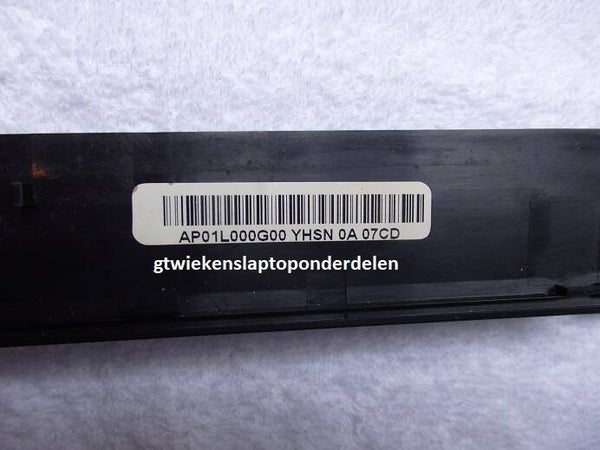 AP01L000G00 YHSN 0A 07CD
gtwiekenslaptoponderdelen